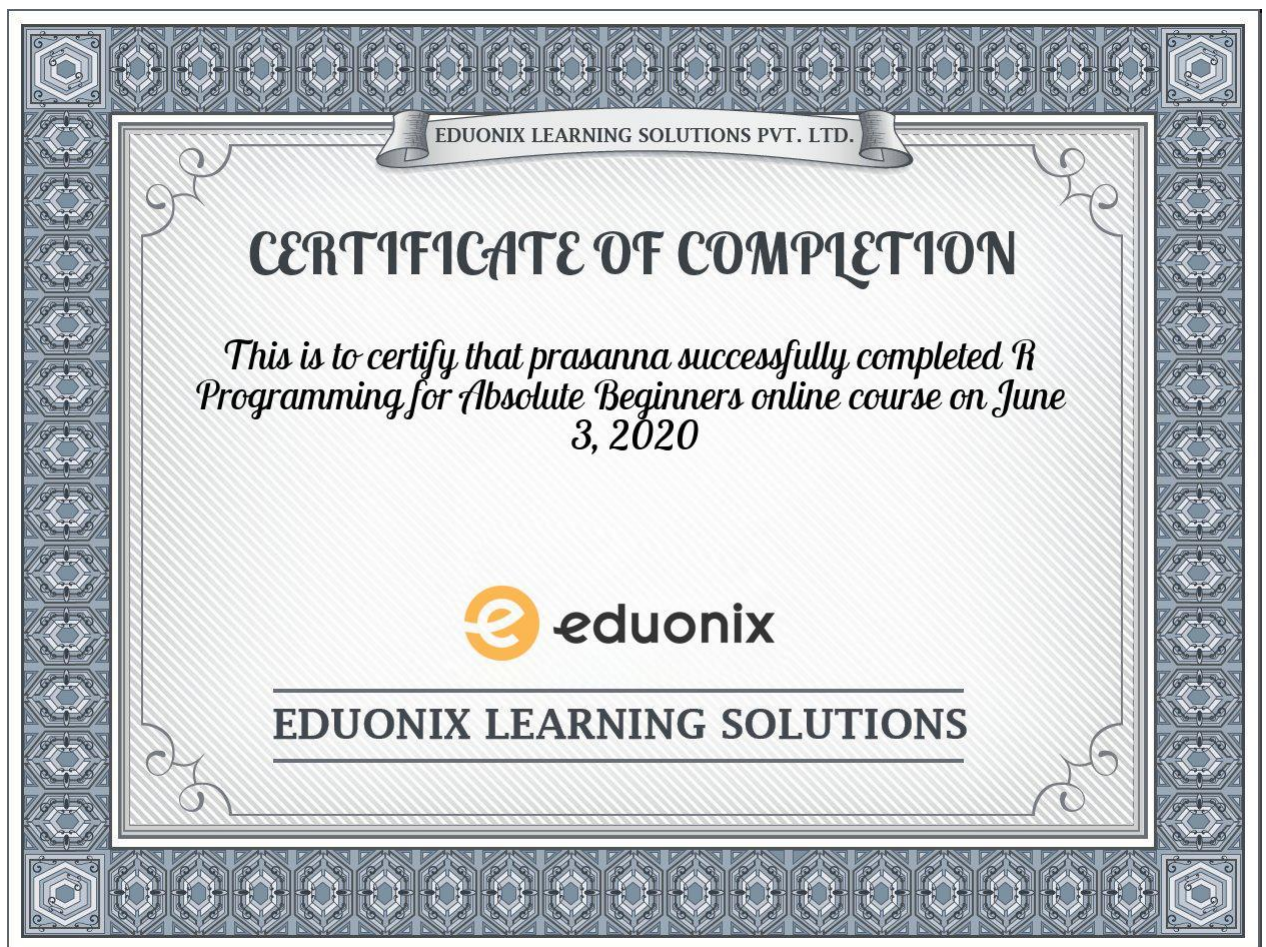 EDUONIX LEARNING SOLUTIONS PVT. LTD.
CERTIFICATE OF COMPLETION
This is to certify that prasanna successfully completed R
Programming for Absolute Beginners online course on June
3, 2020
eduonix
EDUONIX LEARNING SOLUTIONS